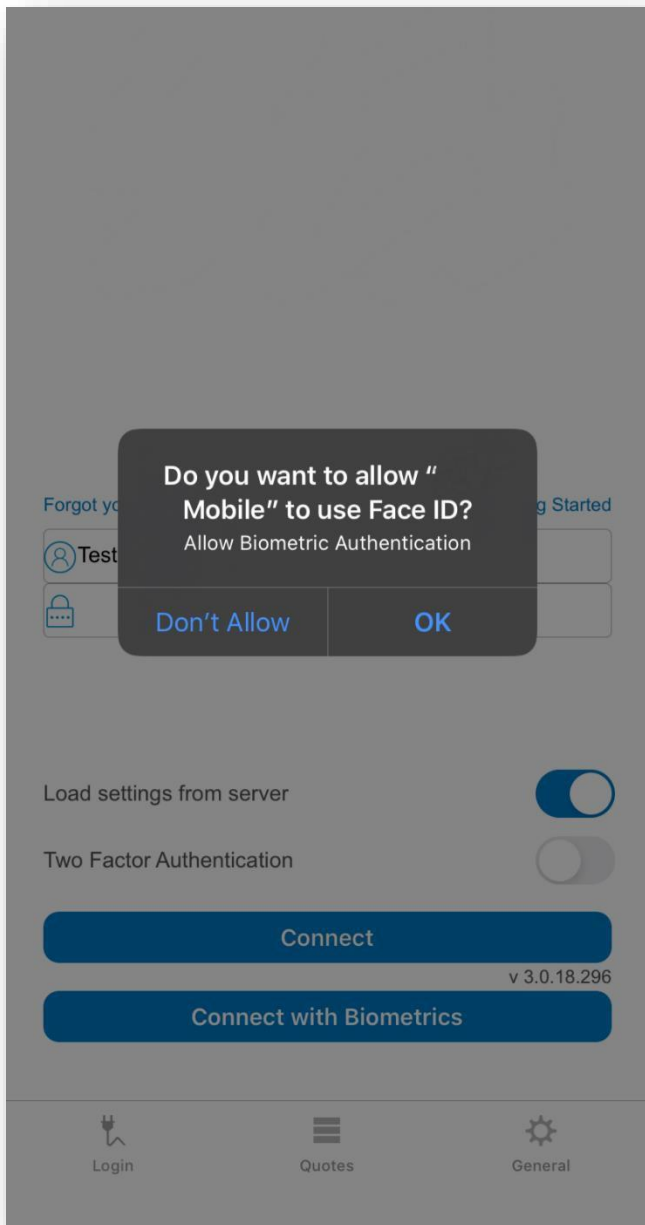 Do you want to allow “
Mobile” to use Face ID?
Allow Biometric Authentication
Don’t Allow OK
Forgot yo g Started
Test
Load settings from server
Two Factor Authentication
Connect
v 3.0.18.296
Connect with Biometrics
Login Quotes General